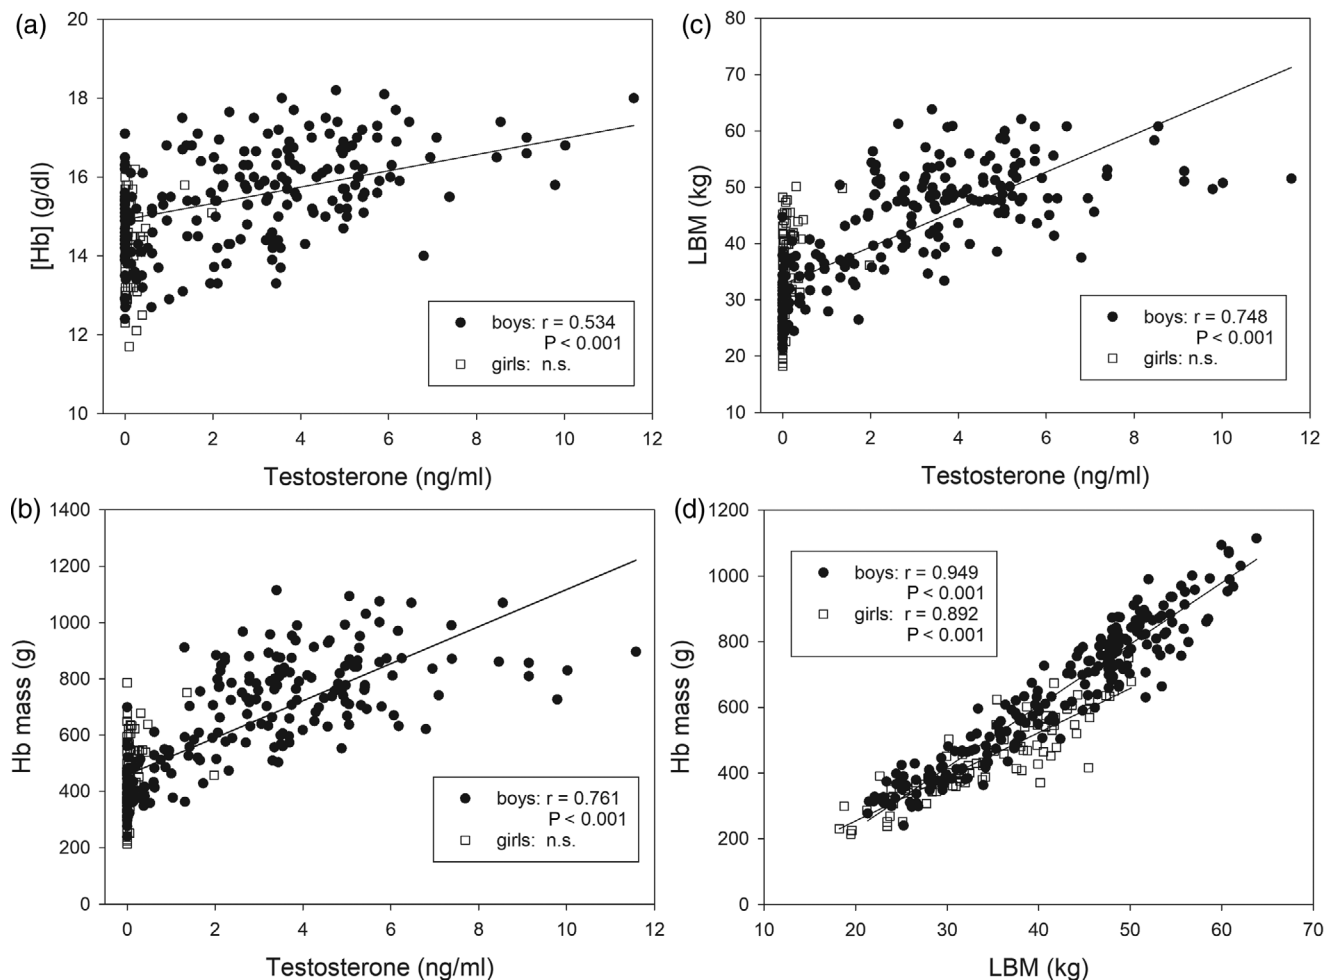 (a)
20
18
16
14
12
10
[Hb] (g/dl)
boys: r = 0.534
P < 0.001
girls: n.s.
0 2 4 6 8 10 12
Testosterone (ng/ml)
(c)
80
70
60
50
40
30
20
10
LBM (kg)
boys: r = 0.748
P < 0.001
girls: n.s.
0 2 4 6 8 10 12
Testosterone (ng/ml)
(b)
1400
1200
1000
800
600
400
200
0
Hb mass (g)
boys: r = 0.761
P < 0.001
girls: n.s.
0 2 4 6 8 10 12
Testosterone (ng/ml)
(d)
1200
1000
800
600
400
200
0
Hb mass (g)
boys: r = 0.949
P < 0.001
girls: r = 0.892
P < 0.001
10 20 30 40 50 60 70
LBM (kg)